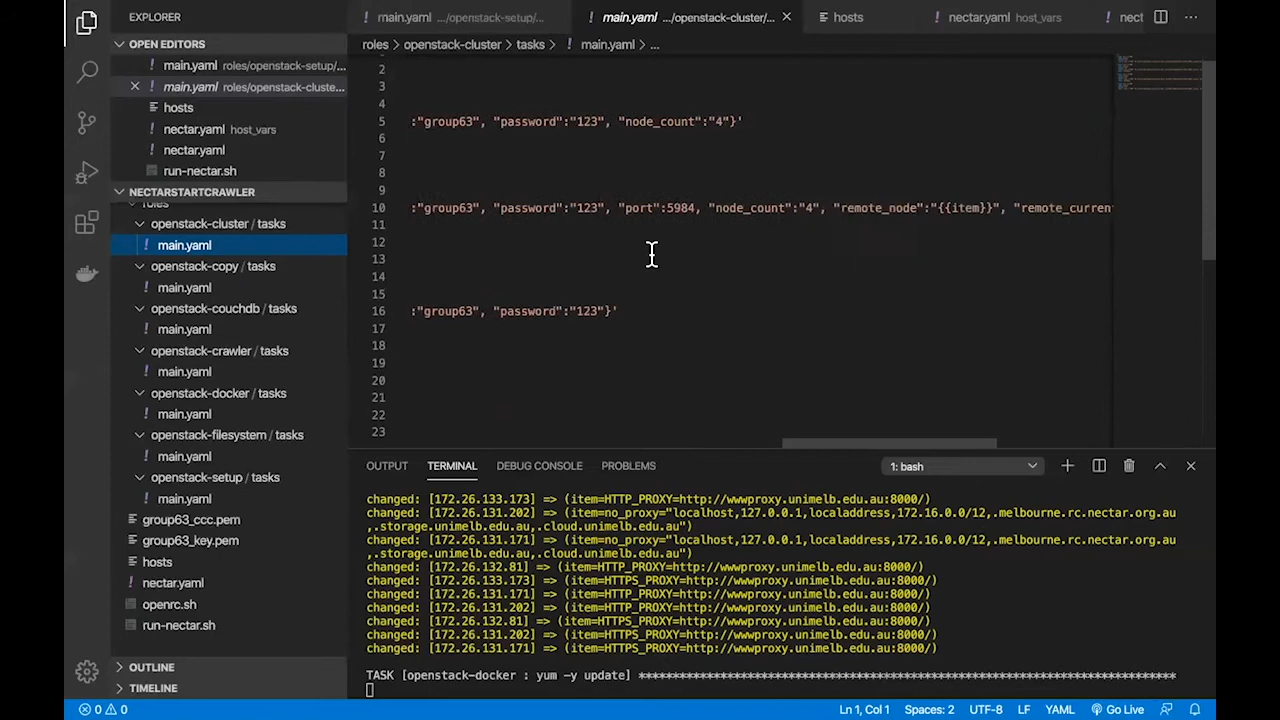 EXPLORER
OPEN EDITORS
main.yaml roles/openstack-setup/...
main.yaml roles/openstack-cluste...
hosts
nectar.yaml host_vars
nectar.yaml
run-nectar.sh
NECTARSTARTCRAWLER
roles
openstack-cluster / tasks
main.yaml
openstack-copy / tasks
main.yaml
openstack-couchdb / tasks
main.yaml
openstack-crawler / tasks
main.yaml
openstack-docker / tasks
main.yaml
openstack-filesystem / tasks
main.yaml
openstack-setup / tasks
main.yaml
group63_ccc.pem
group63_key.pem
hosts
nectar.yaml
openrc.sh
run-nectar.sh
OUTLINE
TIMELINE
main.yaml .../openstack-setup/...
main.yaml .../openstack-cluster/...
hosts
nectar.yaml host_vars
nect
roles > openstack-cluster > tasks > ! main.yaml > ...
2
3
4
5 :"group63", "password":"123", "node_count":"4"}'
6
7
8
9
10 :"group63", "password":"123", "port":5984, "node_count":"4", "remote_node":"{{item}}", "remote_current
11
12
13
14
15
16 :"group63", "password":"123"}'
17
18
19
20
21
22
23
OUTPUT TERMINAL DEBUG CONSOLE PROBLEMS 1: bash
changed: [172.26.133.173] => (item=HTTP_PROXY=http://wwwproxy.unimelb.edu.au:8000/)
changed: [172.26.131.202] => (item=no_proxy="localhost,127.0.0.1,localaddress,172.16.0.0/12,.melbourne.rc.nectar.org.au
,.storage.unimelb.edu.au,.cloud.unimelb.edu.au")
changed: [172.26.131.171] => (item=no_proxy="localhost,127.0.0.1,localaddress,172.16.0.0/12,.melbourne.rc.nectar.org.au
,.storage.unimelb.edu.au,.cloud.unimelb.edu.au")
changed: [172.26.132.81] => (item=HTTP_PROXY=http://wwwproxy.unimelb.edu.au:8000/)
changed: [172.26.133.173] => (item=HTTPS_PROXY=http://wwwproxy.unimelb.edu.au:8000/)
changed: [172.26.131.171] => (item=HTTP_PROXY=http://wwwproxy.unimelb.edu.au:8000/)
changed: [172.26.131.202] => (item=HTTP_PROXY=http://wwwproxy.unimelb.edu.au:8000/)
changed: [172.26.132.81] => (item=HTTPS_PROXY=http://wwwproxy.unimelb.edu.au:8000/)
changed: [172.26.131.202] => (item=HTTPS_PROXY=http://wwwproxy.unimelb.edu.au:8000/)
changed: [172.26.131.171] => (item=HTTPS_PROXY=http://wwwproxy.unimelb.edu.au:8000/)
TASK [openstack-docker : yum -y update] ******************************************************************************
0 0 Ln 1, Col 1 Spaces: 2 UTF-8 LF YAML Go Live